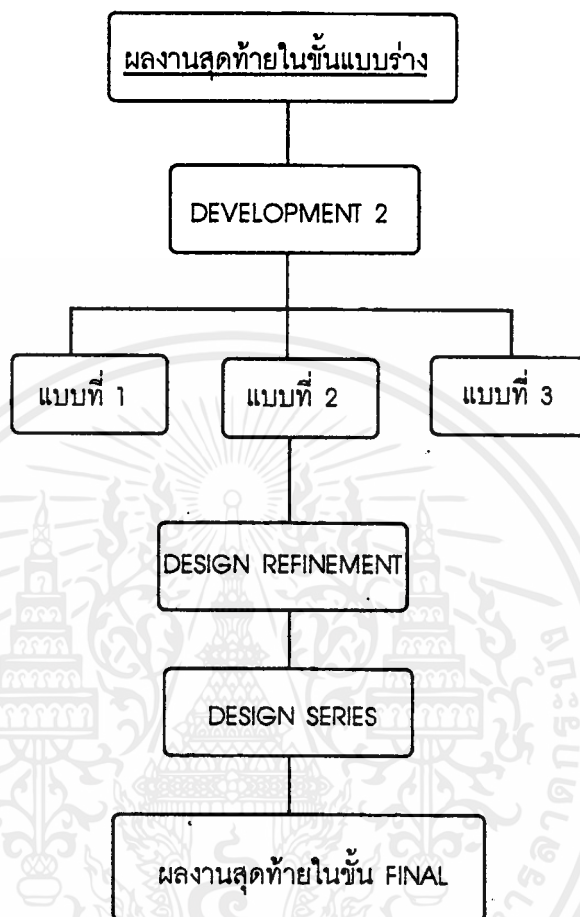 ผลงานสุดท้ายในขั้นแบบร่าง
DEVELOPMENT 2
แบบที่ 1
แบบที่ 2
แบบที่ 3
DESIGN REFINEMENT
DESIGN SERIES
ผลงานสุดท้ายในขั้น FINAL